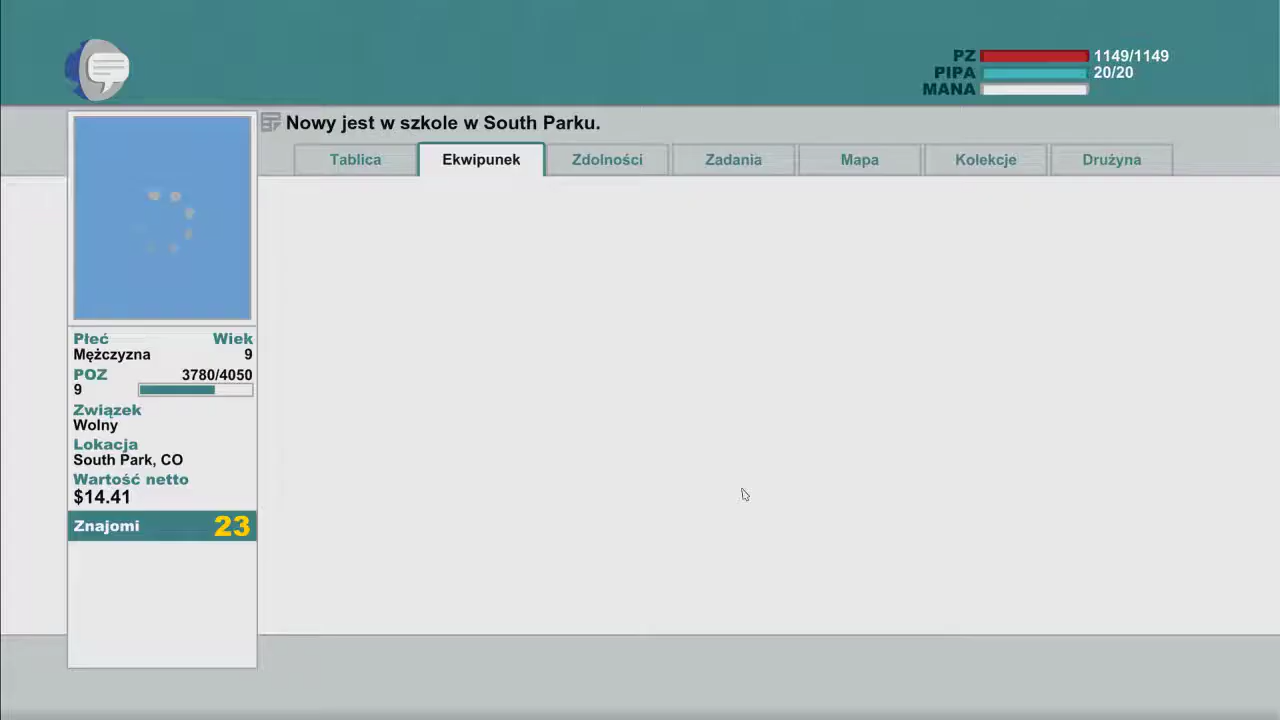 PZ 1149/1149
PIPA 20/20
MANA
Nowy jest w szkole w South Parku.
Tablica Ekwipunek Zdolności Zadania Mapa Kolekcje Drużyna
Płeć Wiek
Mężczyzna 9
POZ 3780/4050
9
Związek
Wolny
Lokacja
South Park, CO
Wartość netto
$14.41
Znajomi 23